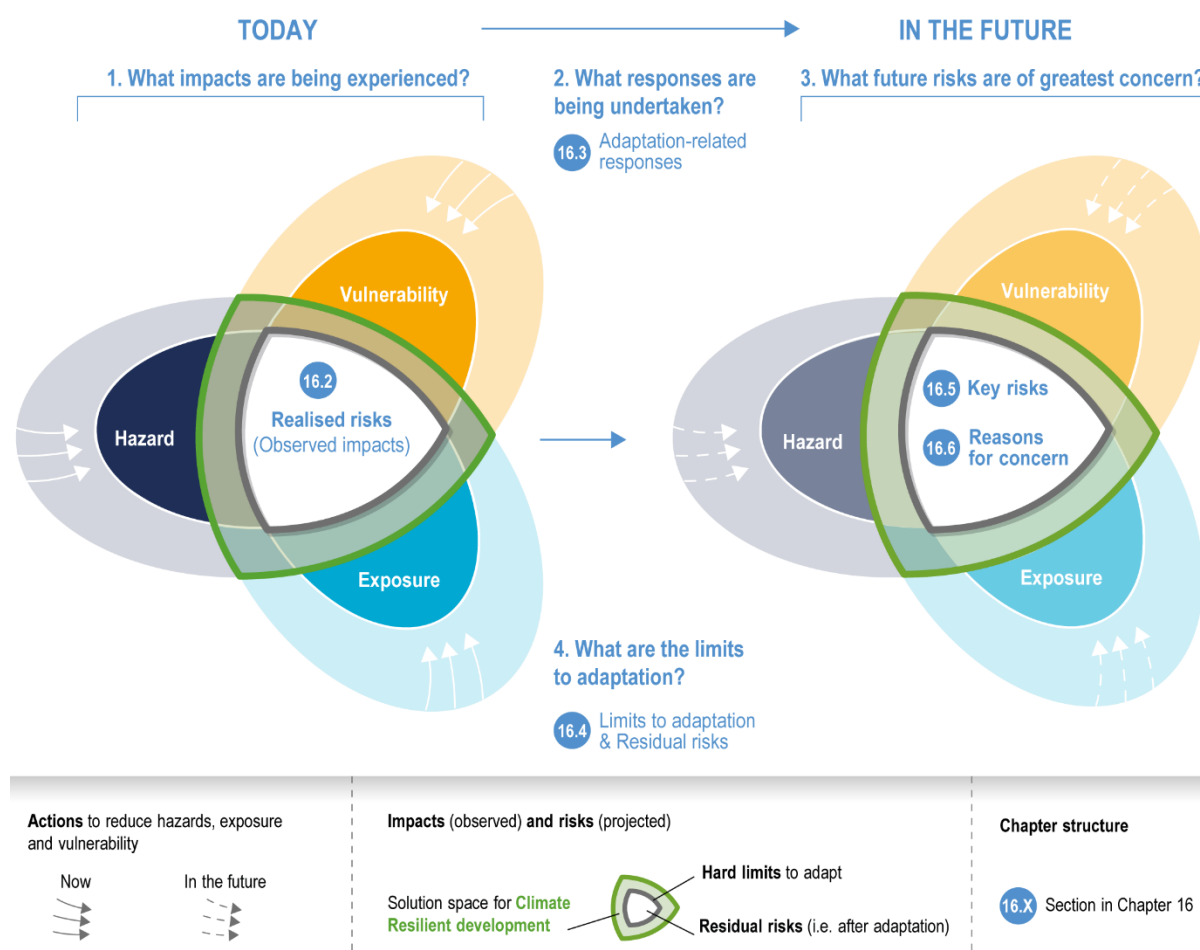 TODAY
IN THE FUTURE
1. What impacts are being experienced?
2. What responses are
being undertaken?
3. What future risks are of greatest concern?
16.3
Adaptation-related
responses
Vulnerability
Hazard
16.2
Realised risks
(Observed impacts)
Exposure
Vulnerability
Hazard
16.5
Key risks
16.6
Reasons
for concern
Exposure
4. What are the limits
to adaptation?
16.4
Limits to adaptation
& Residual risks
Actions to reduce hazards, exposure
and vulnerability
Now
In the future
Impacts (observed) and risks (projected)
Solution space for Climate
Resilient development
Hard limits to adapt
Residual risks (i.e. after adaptation)
Chapter structure
16.X
Section in Chapter 16